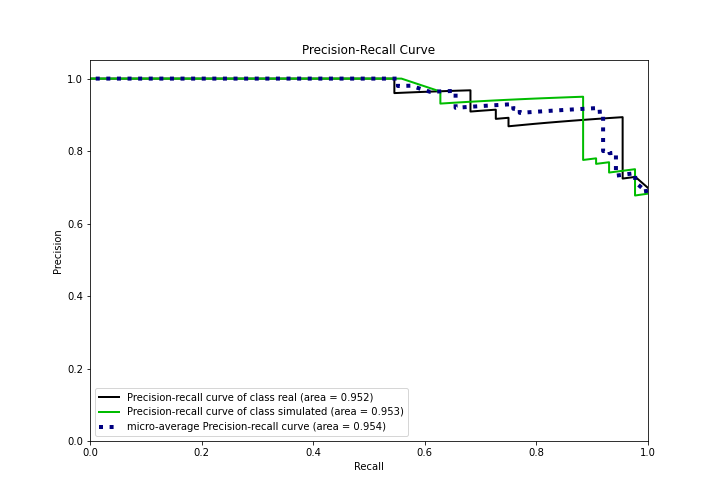 Precision-Recall Curve
1.0
0.8
0.6
0.4
0.2
0.0
Precision
Precision-recall curve of class real (area = 0.952)
Precision-recall curve of class simulated (area = 0.953)
micro-average Precision-recall curve (area = 0.954)
0.0 0.2 0.4 0.6 0.8 1.0
Recall